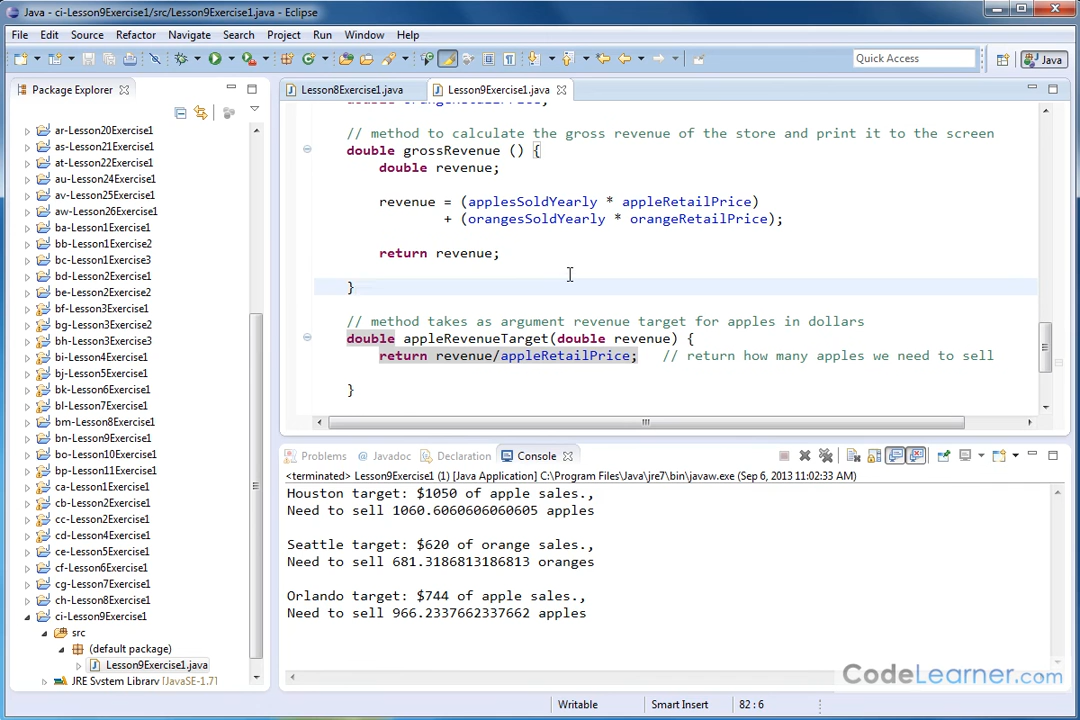 Java - ci-Lesson9Exercise1/src/Lesson9Exercise1.java - Eclipse
File Edit Source Refactor Navigate Search Project Run Window Help
Quick Access
Java
Package Explorer
Lesson8Exercise1.java
Lesson9Exercise1.java
ar-Lesson20Exercise1
as-Lesson21Exercise1
at-Lesson22Exercise1
au-Lesson24Exercise1
av-Lesson25Exercise1
aw-Lesson26Exercise1
ba-Lesson1Exercise1
bb-Lesson1Exercise2
bc-Lesson1Exercise3
bd-Lesson2Exercise1
be-Lesson2Exercise2
bf-Lesson3Exercise1
bg-Lesson3Exercise2
bh-Lesson3Exercise3
bi-Lesson4Exercise1
bj-Lesson5Exercise1
bk-Lesson6Exercise1
bl-Lesson7Exercise1
bm-Lesson8Exercise1
bn-Lesson9Exercise1
bo-Lesson10Exercise1
bp-Lesson11Exercise1
ca-Lesson1Exercise1
cb-Lesson2Exercise1
cc-Lesson2Exercise1
cd-Lesson4Exercise1
ce-Lesson5Exercise1
cf-Lesson6Exercise1
cg-Lesson7Exercise1
ch-Lesson8Exercise1
ci-Lesson9Exercise1
src
(default package)
Lesson9Exercise1.java
JRE System Library [JavaSE-1.7]
double orangeRetailPrice;
// method to calculate the gross revenue of the store and print it to the screen
double grossRevenue () {
double revenue;
revenue = (applesSoldYearly * appleRetailPrice)
+ (orangesSoldYearly * orangeRetailPrice);
return revenue;
}
// method takes as argument revenue target for apples in dollars
double appleRevenueTarget(double revenue) {
return revenue/appleRetailPrice; // return how many apples we need to sell
}
Problems @ Javadoc Declaration Console
<terminated> Lesson9Exercise1 (1) [Java Application] C:\Program Files\Java\jre7\bin\javaw.exe (Sep 6, 2013 11:02:33 AM)
Houston target: $1050 of apple sales.,
Need to sell 1060.6060606060605 apples
Seattle target: $620 of orange sales.,
Need to sell 681.3186813186813 oranges
Orlando target: $744 of apple sales.,
Need to sell 966.2337662337662 apples
CodeLearner.com
Writable Smart Insert 82 : 6